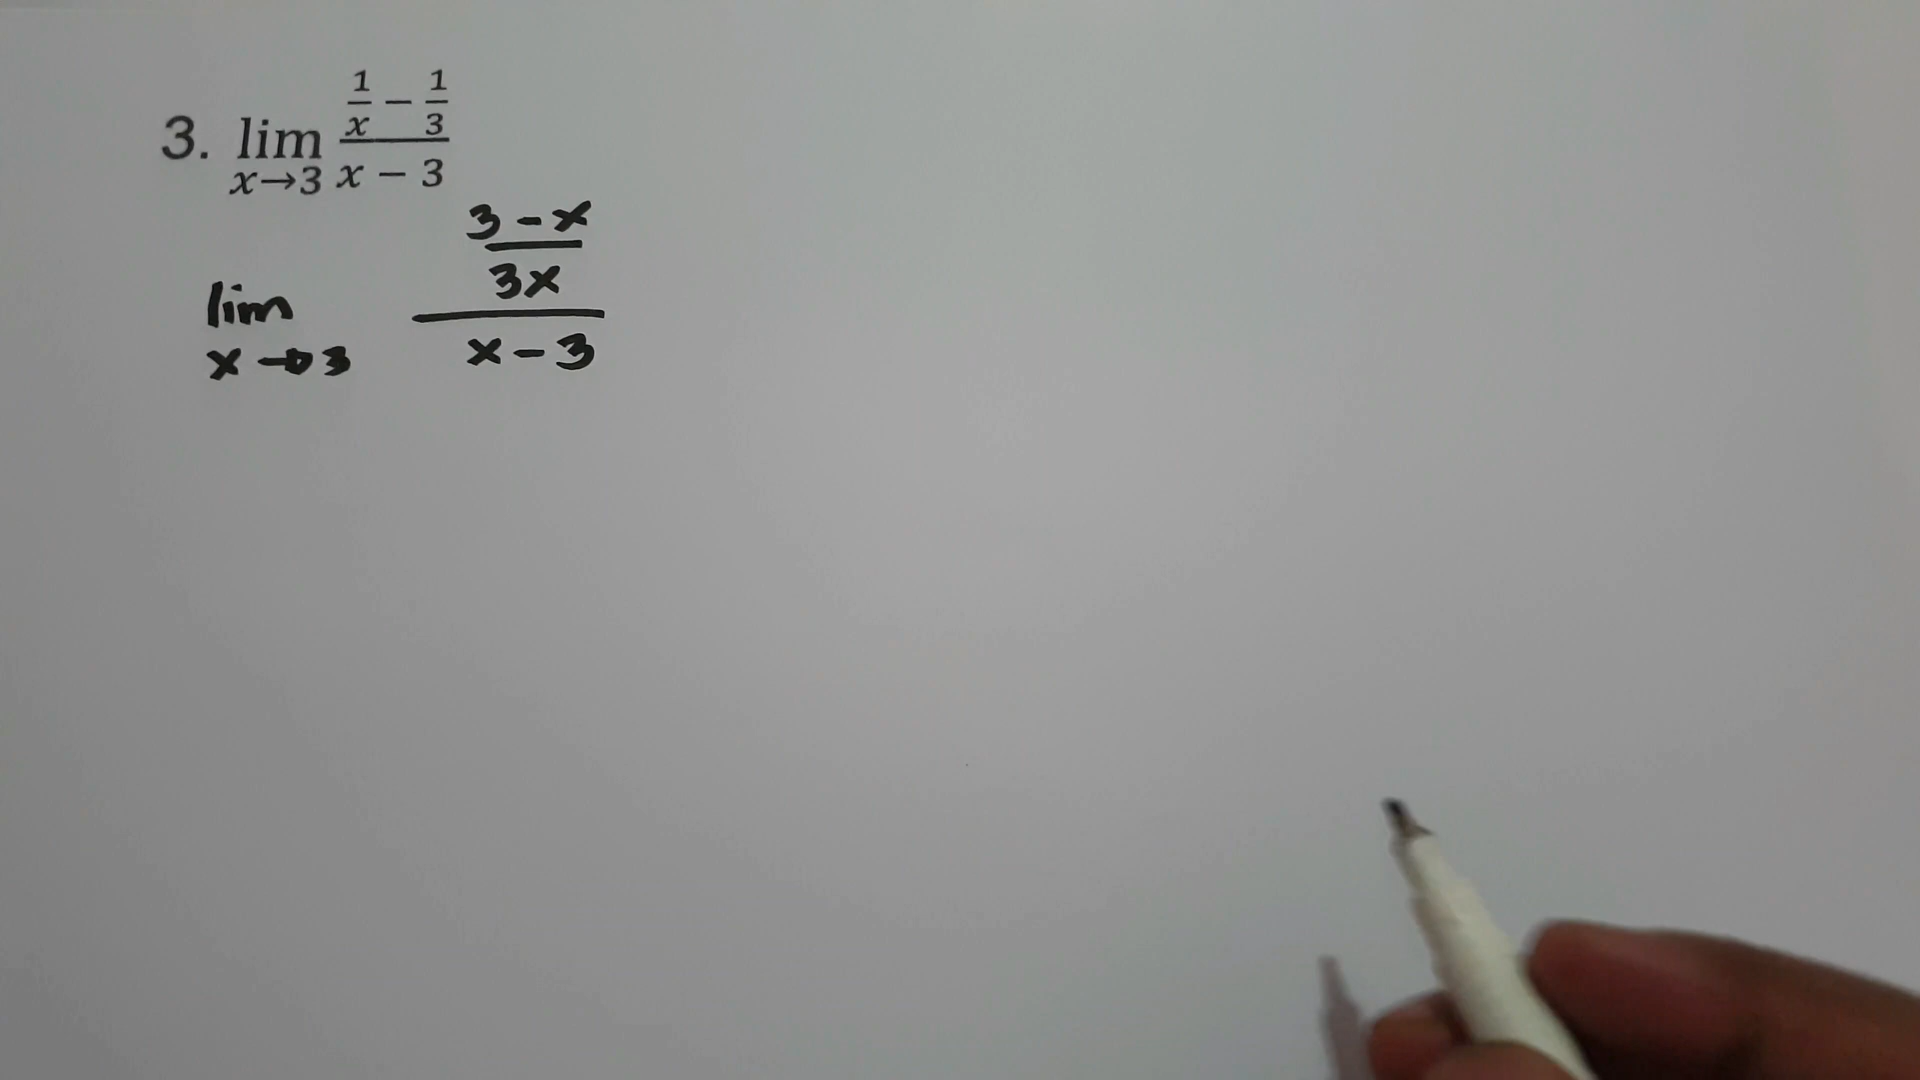 3. lim x→3 (1/x − 1/3)/(x − 3)
lim x→3 ((3 − x)/(3x))/(x − 3)